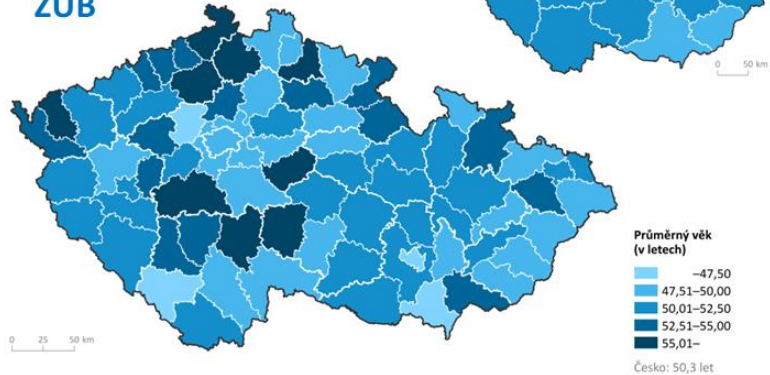 ZUB
0 50 km
Průměrný věk
(v letech)
–47,50
47,51–50,00
50,01–52,50
52,51–55,00
55,01–
Česko: 50,3 let
0 25 50 km